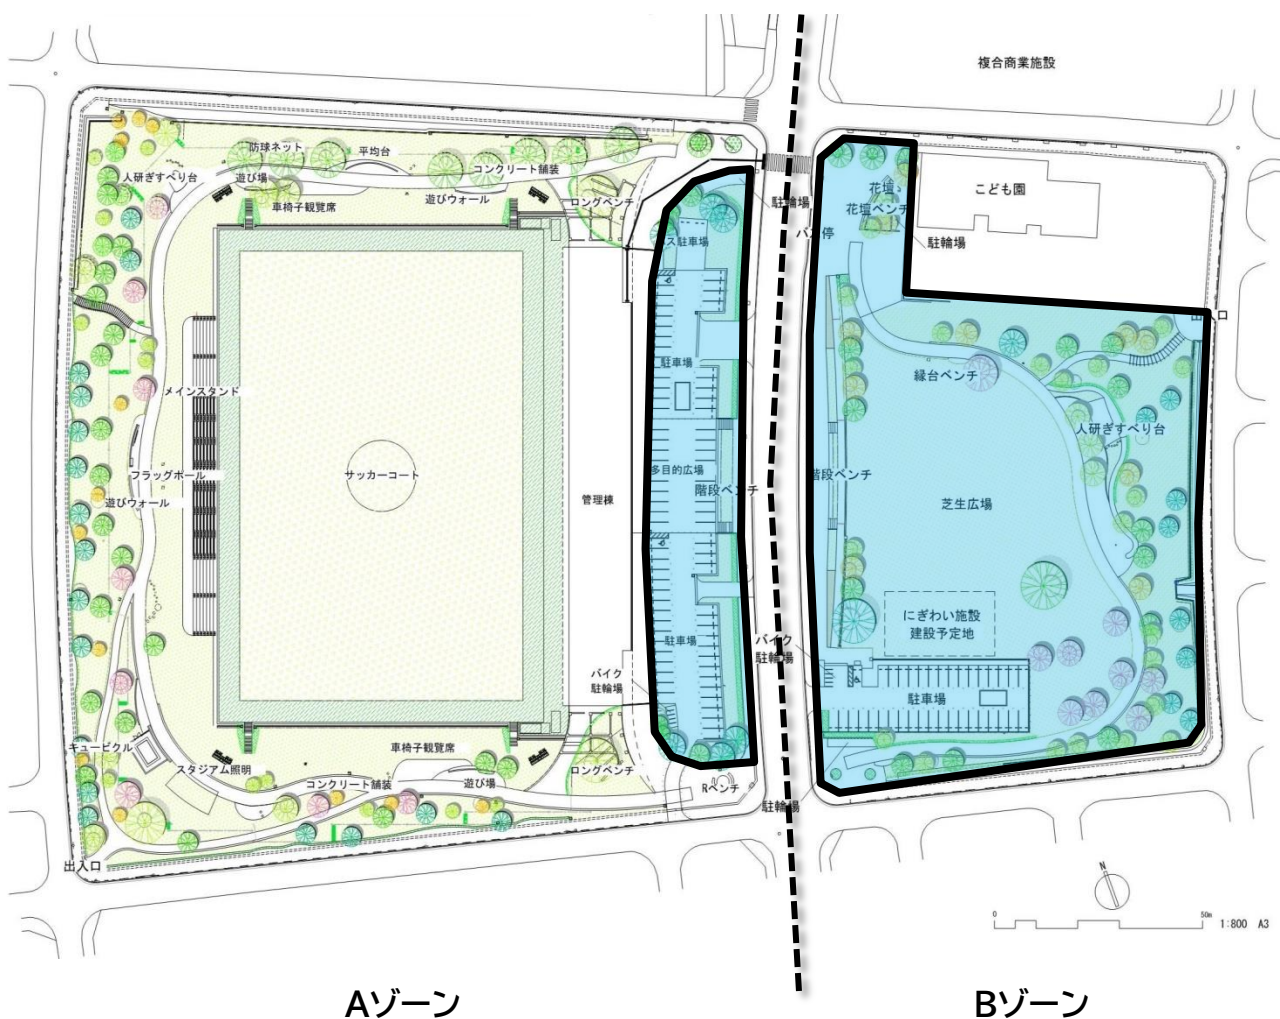 複合商業施設
防球ネット
平均台
コンクリート舗装
人研ぎすべり台
遊び場
遊びウォール
車椅子観覧席
ロングベンチ
駐輪場
花壇
花壇ベンチ
こども園
バス停
駐輪場
ス駐車場
口
駐車場
縁台ベンチ
メインスタンド
人研ぎすべり台
フラッグポール
サッカーコート
多目的広場
階段ベンチ
階段ベンチ
管理棟
遊びウォール
芝生広場
にぎわい施設
建設予定地
駐車場
バイク
駐輪場
バイク
駐輪場
駐車場
キュービクル
車椅子観覧席
スタジアム照明
コンクリート舗装
遊び場
ロングベンチ
Rベンチ
駐輪場
出入口
N
0
50m
1:800 A3
Aゾーン
Bゾーン